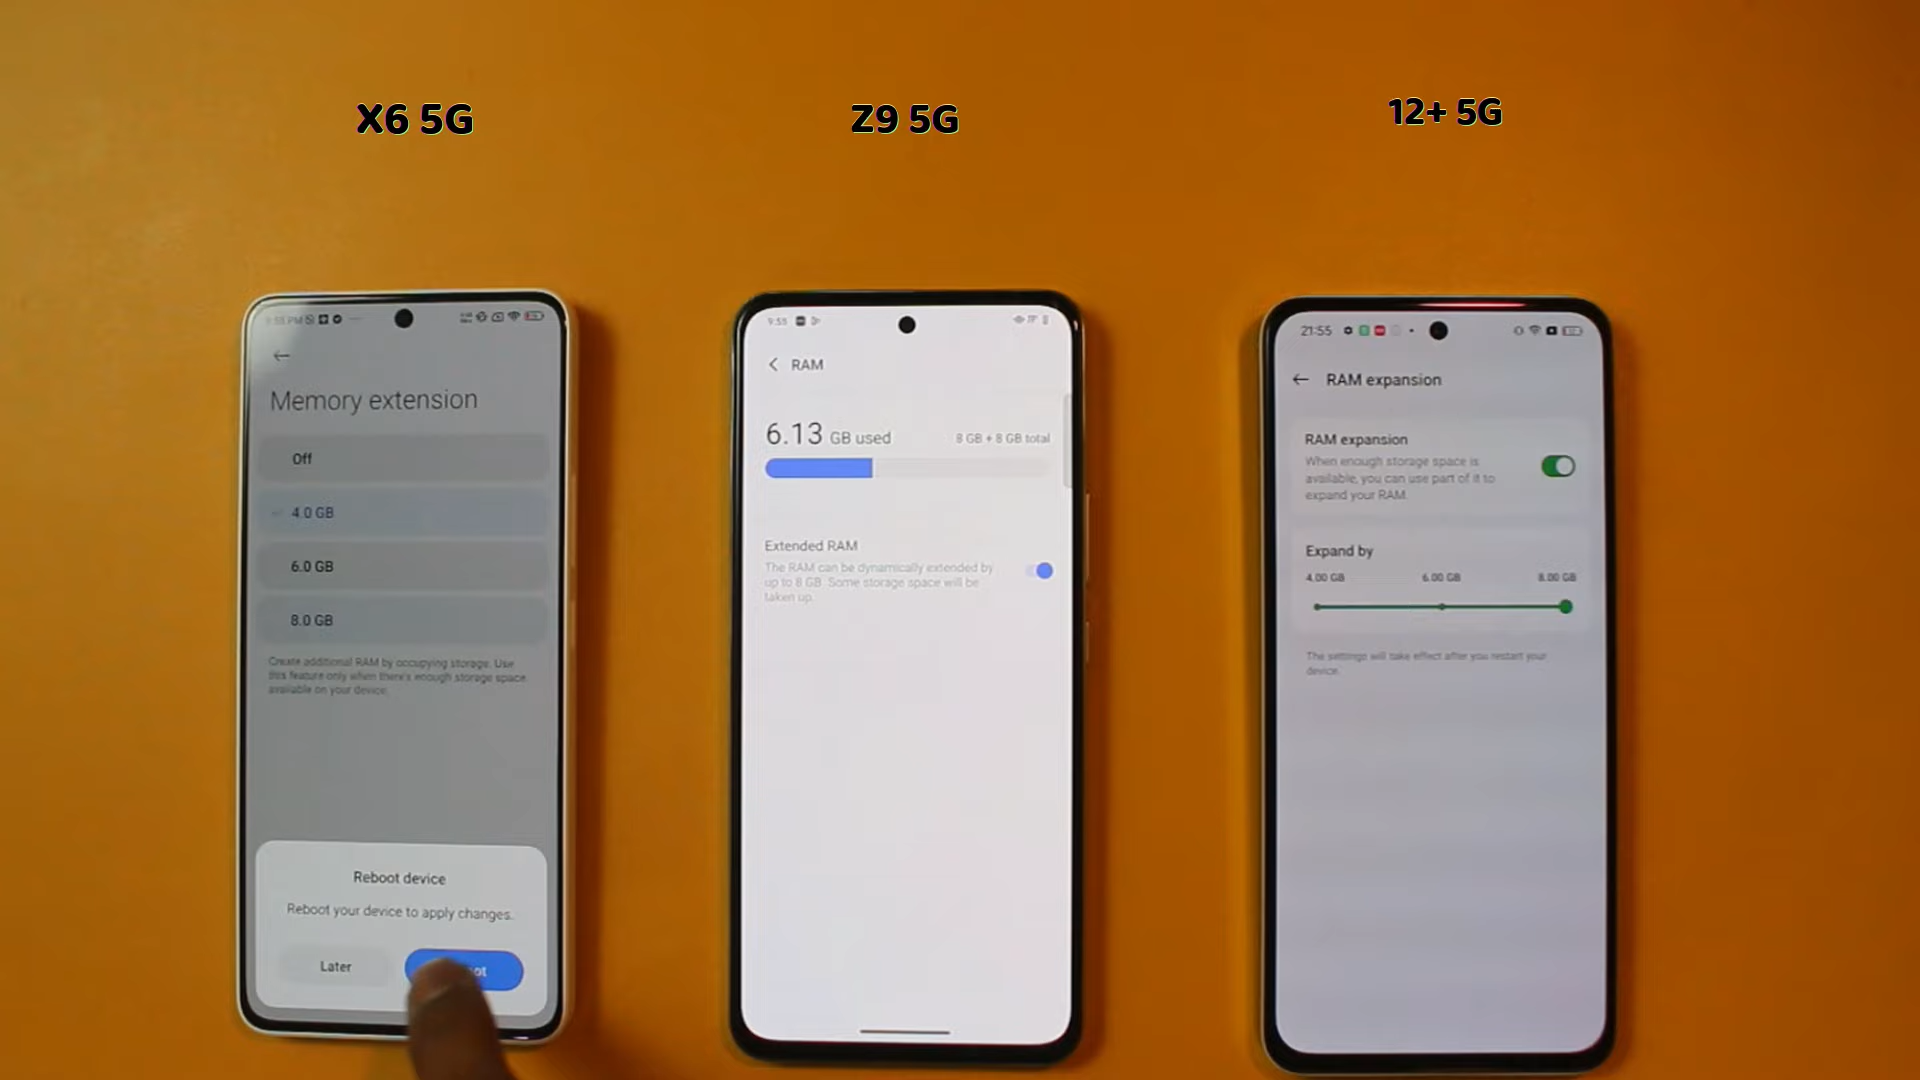 X6 5G
Z9 5G
12+ 5G
Memory extension
Off
4.0 GB
6.0 GB
8.0 GB
Create additional RAM by occupying storage. Use
this feature only when there's enough storage space
available on your device.
Reboot device
Reboot your device to apply changes.
Later
ot
9:55
RAM
6.13 GB used
8 GB + 8 GB total
Extended RAM
The RAM can be dynamically extended by
up to 8 GB. Some storage space will be
taken up.
21:55
RAM expansion
RAM expansion
When enough storage space is
available, you can use part of it to
expand your RAM.
Expand by
4.00 GB 6.00 GB 8.00 GB
The settings will take effect after you restart your
device.